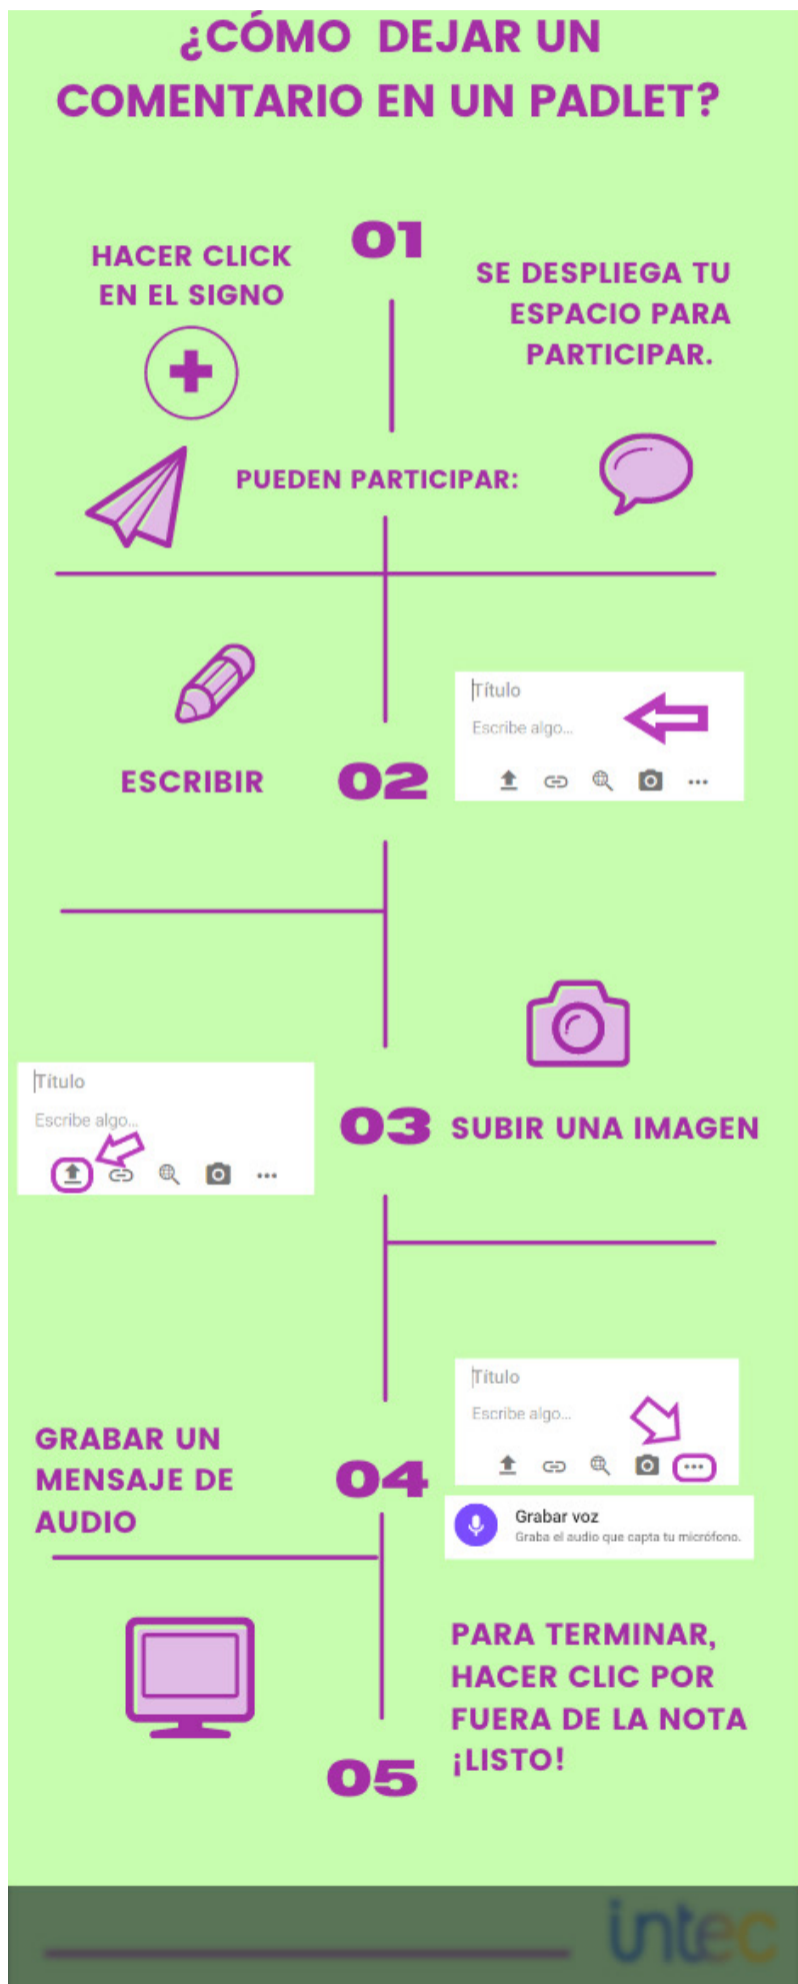 ¿CÓMO DEJAR UN
COMENTARIO EN UN PADLET?
01
HACER CLICK
EN EL SIGNO
SE DESPLIEGA TU
ESPACIO PARA
PARTICIPAR.
PUEDEN PARTICIPAR:
ESCRIBIR
02
Título
Escribe algo...
Título
Escribe algo...
03
SUBIR UNA IMAGEN
GRABAR UN
MENSAJE DE
AUDIO
04
Título
Escribe algo...
Grabar voz
Graba el audio que capta tu micrófono.
PARA TERMINAR,
HACER CLIC POR
FUERA DE LA NOTA
¡LISTO!
05
intec